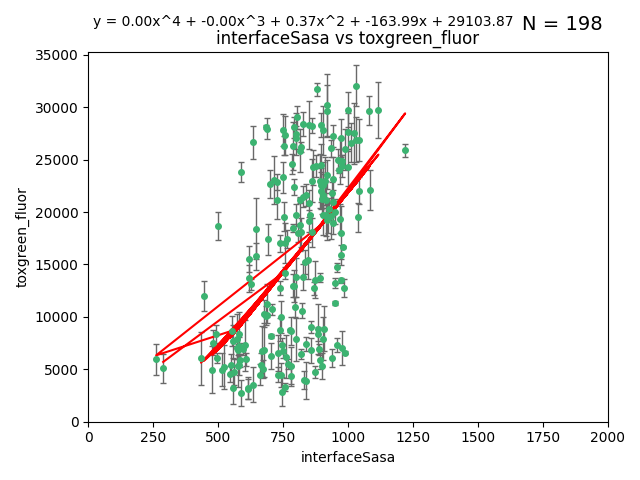 y = 0.00x^4 + -0.00x^3 + 0.37x^2 + -163.99x + 29103.87 N = 198
interfaceSasa vs toxgreen_fluor
35000
30000
25000
20000
15000
10000
5000
0
toxgreen_fluor
0 250 500 750 1000 1250 1500 1750 2000
interfaceSasa